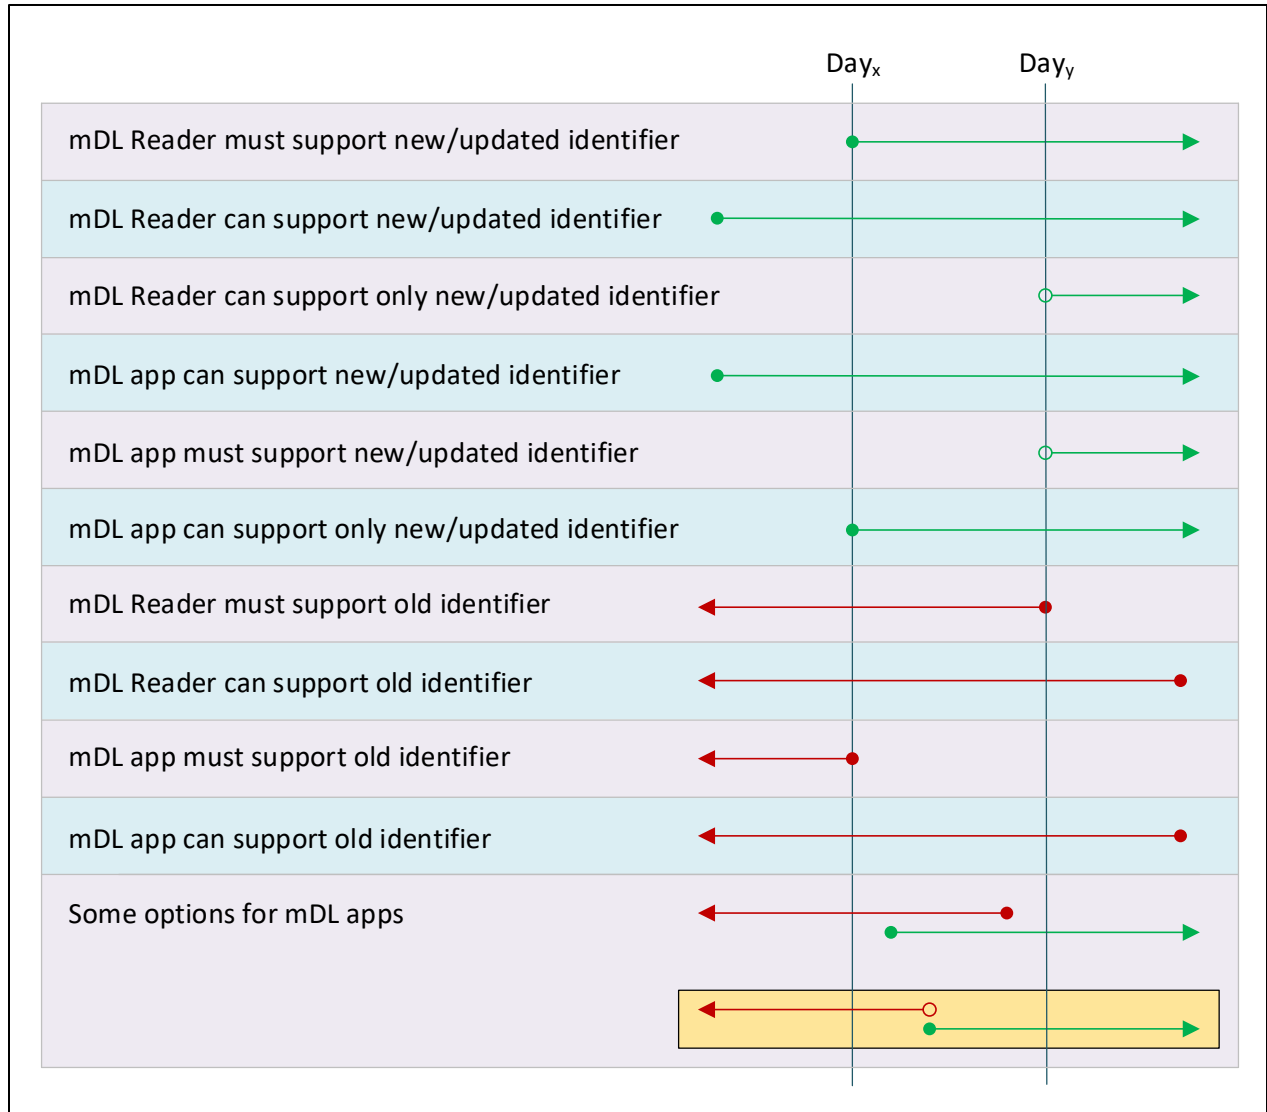 Dayx Dayy
mDL Reader must support new/updated identifier
mDL Reader can support new/updated identifier
mDL Reader can support only new/updated identifier
mDL app can support new/updated identifier
mDL app must support new/updated identifier
mDL app can support only new/updated identifier
mDL Reader must support old identifier
mDL Reader can support old identifier
mDL app must support old identifier
mDL app can support old identifier
Some options for mDL apps